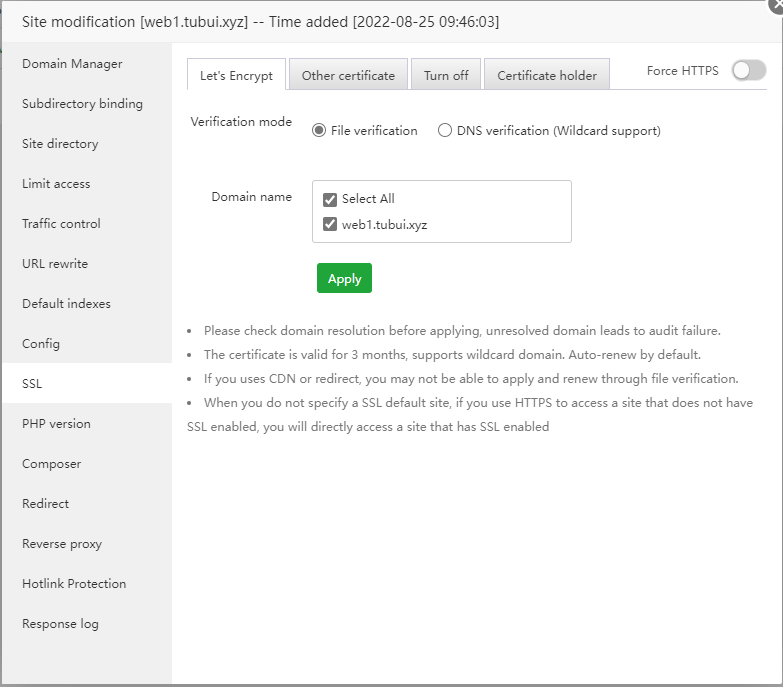 Site modification [web1.tubui.xyz] -- Time added [2022-08-25 09:46:03]
Domain Manager
Subdirectory binding
Site directory
Limit access
Traffic control
URL rewrite
Default indexes
Config
SSL
PHP version
Composer
Redirect
Reverse proxy
Hotlink Protection
Response log
Let's Encrypt
Other certificate
Turn off
Certificate holder
Force HTTPS
Verification mode
File verification
DNS verification (Wildcard support)
Domain name
Select All
web1.tubui.xyz
Apply
• Please check domain resolution before applying, unresolved domain leads to audit failure.
• The certificate is valid for 3 months, supports wildcard domain. Auto-renew by default.
• If you uses CDN or redirect, you may not be able to apply and renew through file verification.
• When you do not specify a SSL default site, if you use HTTPS to access a site that does not have
SSL enabled, you will directly access a site that has SSL enabled